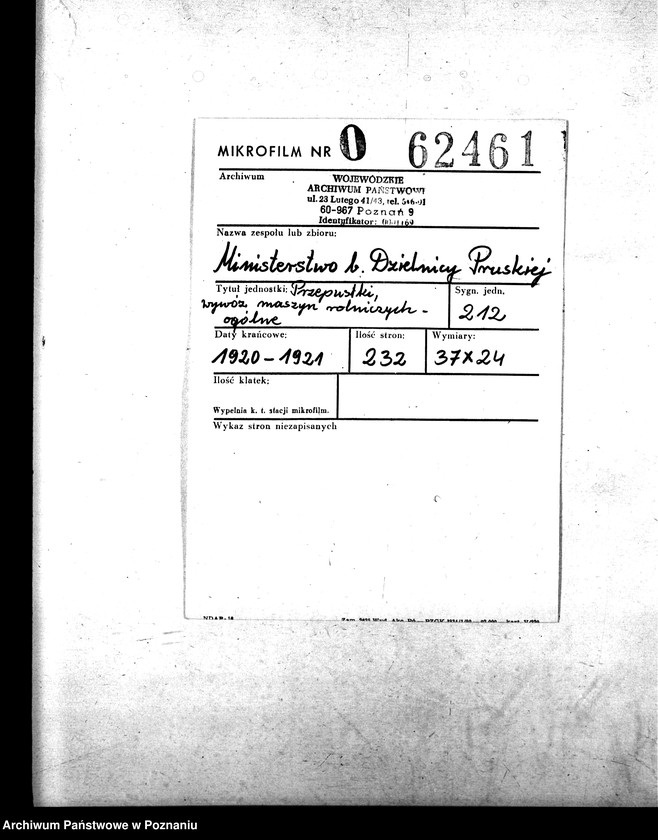 MIKROFILM NR 0 62461
Archiwum
WOJEWÓDZKIE
ARCHIWUM PAŃSTWOWE
ul. 23 Lutego 41/43, tel.
60-967 Poznań 9
Identyfikator:
Nazwa zespołu lub zbioru:
Ministerstwo b. Dzielnicy Pruskiej
Tytuł jednostki: Przepustki,
wywóz maszyn rolniczych -
ogólne
Sygn. jedn.
212
Daty krańcowe:
1920-1921
Ilość stron:
232
Wymiary:
37x24
Ilość klatek:
Wypełnia k. t. stacji mikrofilm.
Wykaz stron niezapisanych
Archiwum Państwowe w Poznaniu